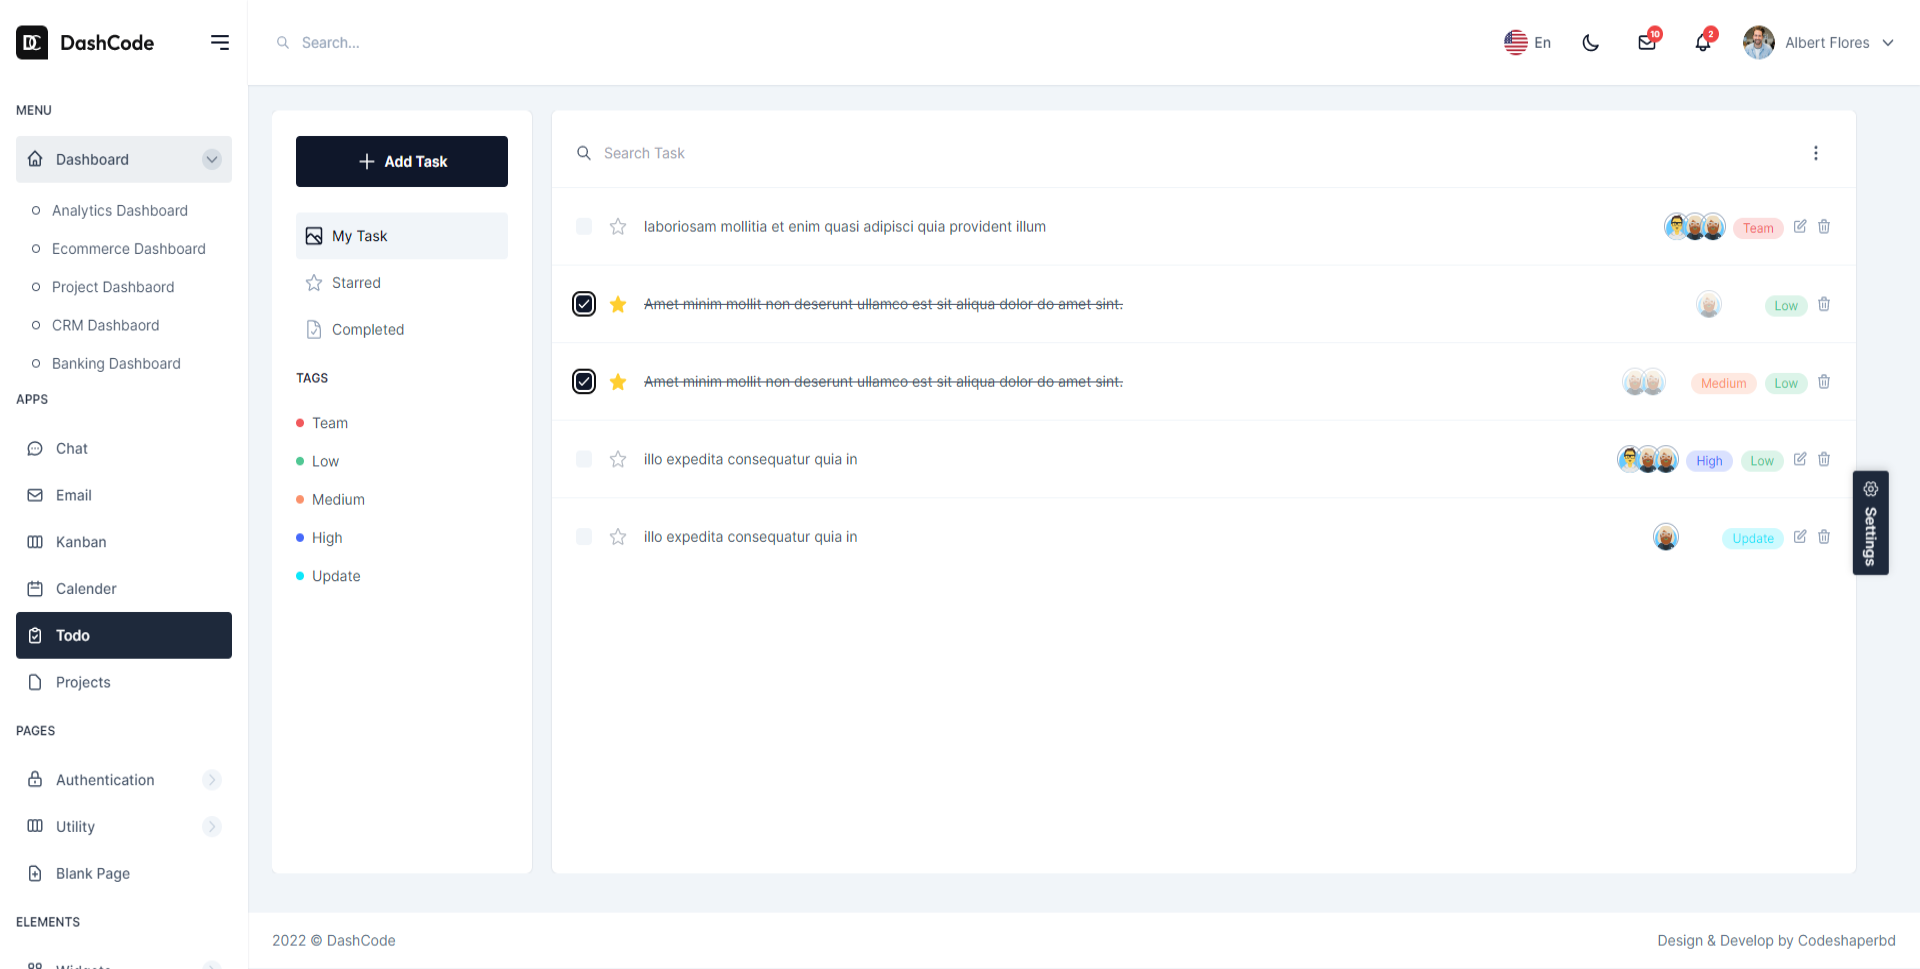 DC DashCode
Search...
En
10
2
Albert Flores
MENU
Dashboard
Analytics Dashboard
Ecommerce Dashboard
Project Dashbaord
CRM Dashbaord
Banking Dashboard
APPS
Chat
Email
Kanban
Calender
Todo
Projects
PAGES
Authentication
Utility
Blank Page
ELEMENTS
Widgets
Add Task
My Task
Starred
Completed
TAGS
Team
Low
Medium
High
Update
Search Task
laboriosam mollitia et enim quasi adipisci quia provident illum Team
Amet minim mollit non deserunt ullamco est sit aliqua dolor do amet sint. Low
Amet minim mollit non deserunt ullamco est sit aliqua dolor do amet sint. Medium Low
illo expedita consequatur quia in High Low
illo expedita consequatur quia in Update
Settings
2022 © DashCode
Design & Develop by Codeshaperbd